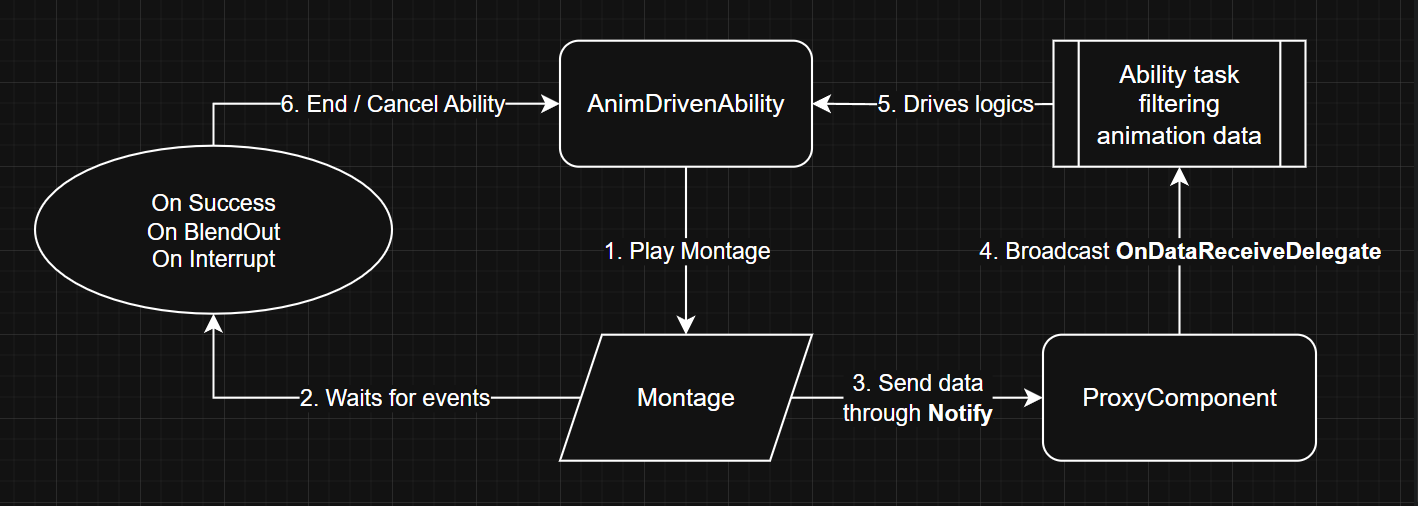 6. End / Cancel Ability
AnimDrivenAbility
5. Drives logics
Ability task
filtering
animation data
On Success
On BlendOut
On Interrupt
1. Play Montage
4. Broadcast OnDataReceiveDelegate
2. Waits for events
Montage
3. Send data
through Notify
ProxyComponent